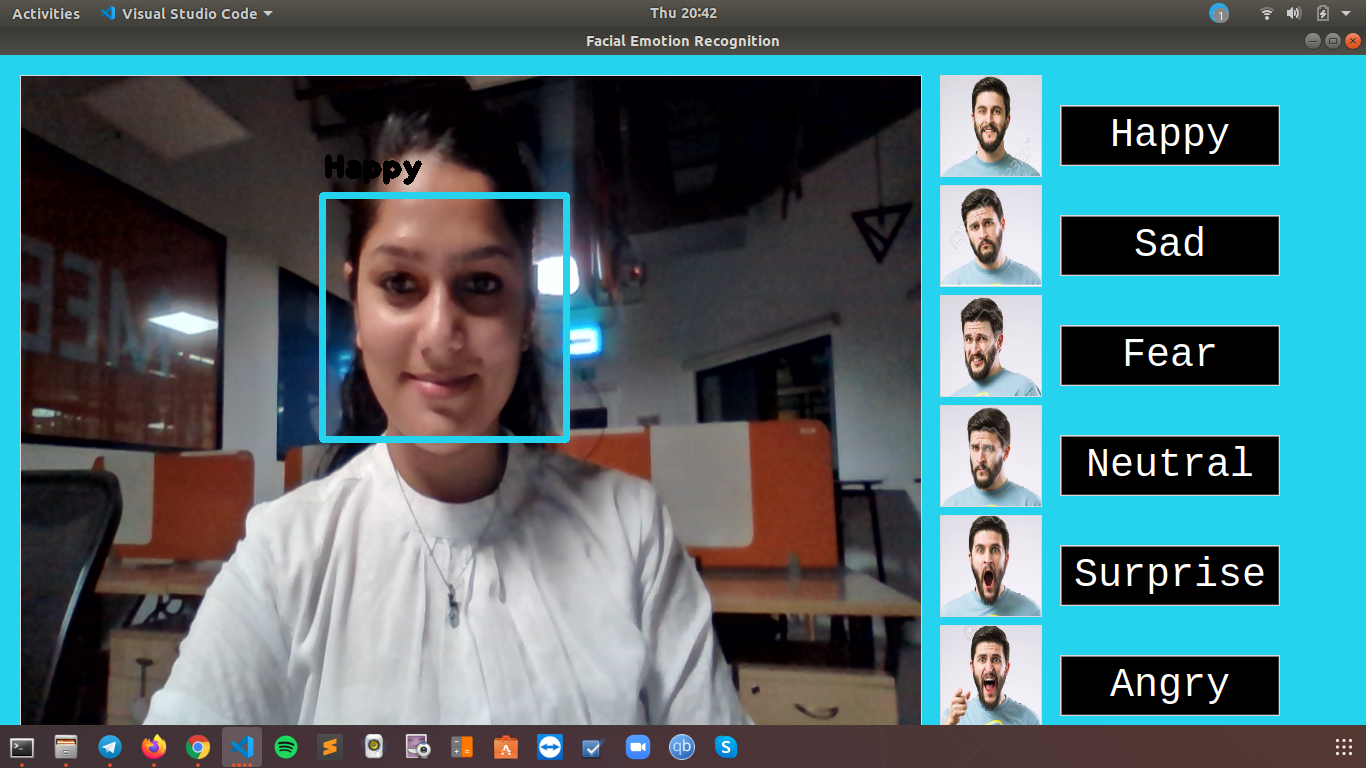 Activities
Visual Studio Code
Thu 20:42
1
Facial Emotion Recognition
Happy
Happy
Sad
Fear
Neutral
Surprise
Angry
qb